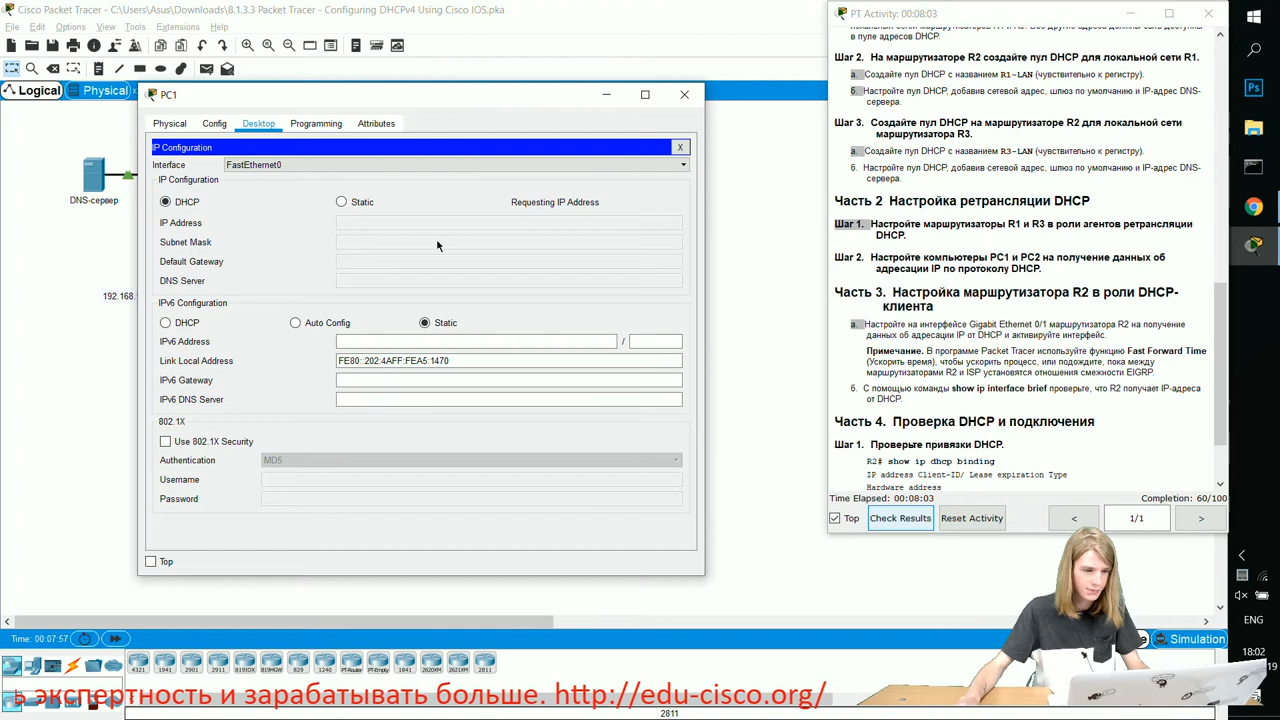 Cisco Packet Tracer - C:\Users\Asus\Downloads\8.1.3.3 Packet Tracer - Configuring DHCPv4 Using Cisco IOS.pka
File Edit Options View Tools Extensions Help
Logical Physical
DNS-сервер
192.168.
PC1
Physical Config Desktop Programming Attributes
IP Configuration X
Interface FastEthernet0
IP Configuration
DHCP Static Requesting IP Address
IP Address
Subnet Mask
Default Gateway
DNS Server
IPv6 Configuration
DHCP Auto Config Static
IPv6 Address /
Link Local Address FE80::202:4AFF:FEA5:1470
IPv6 Gateway
IPv6 DNS Server
802.1X
Use 802.1X Security
Authentication MD5
Username
Password
Top
PT Activity: 00:08:03
в пуле адресов DHCP.
Шаг 2. На маршрутизаторе R2 создайте пул DHCP для локальной сети R1.
а. Создайте пул DHCP с названием R1-LAN (чувствительно к регистру).
б. Настройте пул DHCP, добавив сетевой адрес, шлюз по умолчанию и IP-адрес DNS-
сервера.
Шаг 3. Создайте пул DHCP на маршрутизаторе R2 для локальной сети
маршрутизатора R3.
а. Создайте пул DHCP с названием R3-LAN (чувствительно к регистру).
б. Настройте пул DHCP, добавив сетевой адрес, шлюз по умолчанию и IP-адрес DNS-
сервера.
Часть 2 Настройка ретрансляции DHCP
Шаг 1. Настройте маршрутизаторы R1 и R3 в роли агентов ретрансляции
DHCP.
Шаг 2. Настройте компьютеры PC1 и PC2 на получение данных об
адресации IP по протоколу DHCP.
Часть 3. Настройка маршрутизатора R2 в роли DHCP-
клиента
а. Настройте на интерфейсе Gigabit Ethernet 0/1 маршрутизатора R2 на получение
данных об адресации IP от DHCP и активируйте интерфейс.
Примечание. В программе Packet Tracer используйте функцию Fast Forward Time
(Ускорить время), чтобы ускорить процесс, или подождите, пока между
маршрутизаторами R2 и ISP установятся отношения смежности EIGRP.
б. С помощью команды show ip interface brief проверьте, что R2 получает IP-адреса
от DHCP.
Часть 4. Проверка DHCP и подключения
Шаг 1. Проверьте привязки DHCP.
R2# show ip dhcp binding
IP address Client-ID/ Lease expiration Type
Hardware address
Time Elapsed: 00:08:03 Completion: 60/100
Top Check Results Reset Activity < 1/1 >
Time: 00:07:57
Simulation
4321 1941 2901 2911 819IOX 819HGW 829 1240 PT-Router PT-Empty 1841 2620XM 2621XM 2811
ь экспертность и зарабатывать больше. http://edu-cisco.org/
2811
ENG
18:02